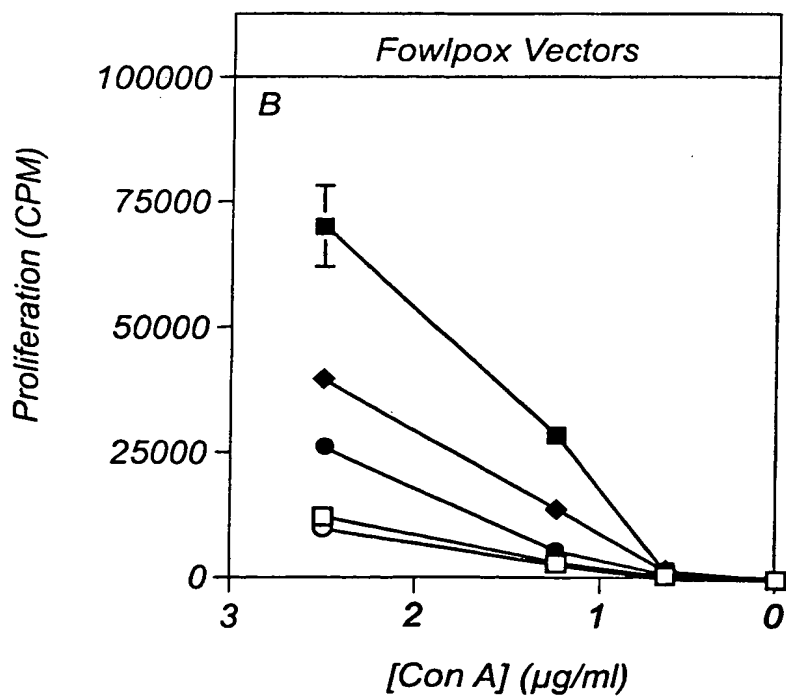 Fowlpox Vectors
B
Proliferation (CPM)
100000
75000
50000
25000
0
3 2 1 0
[Con A] (µg/ml)